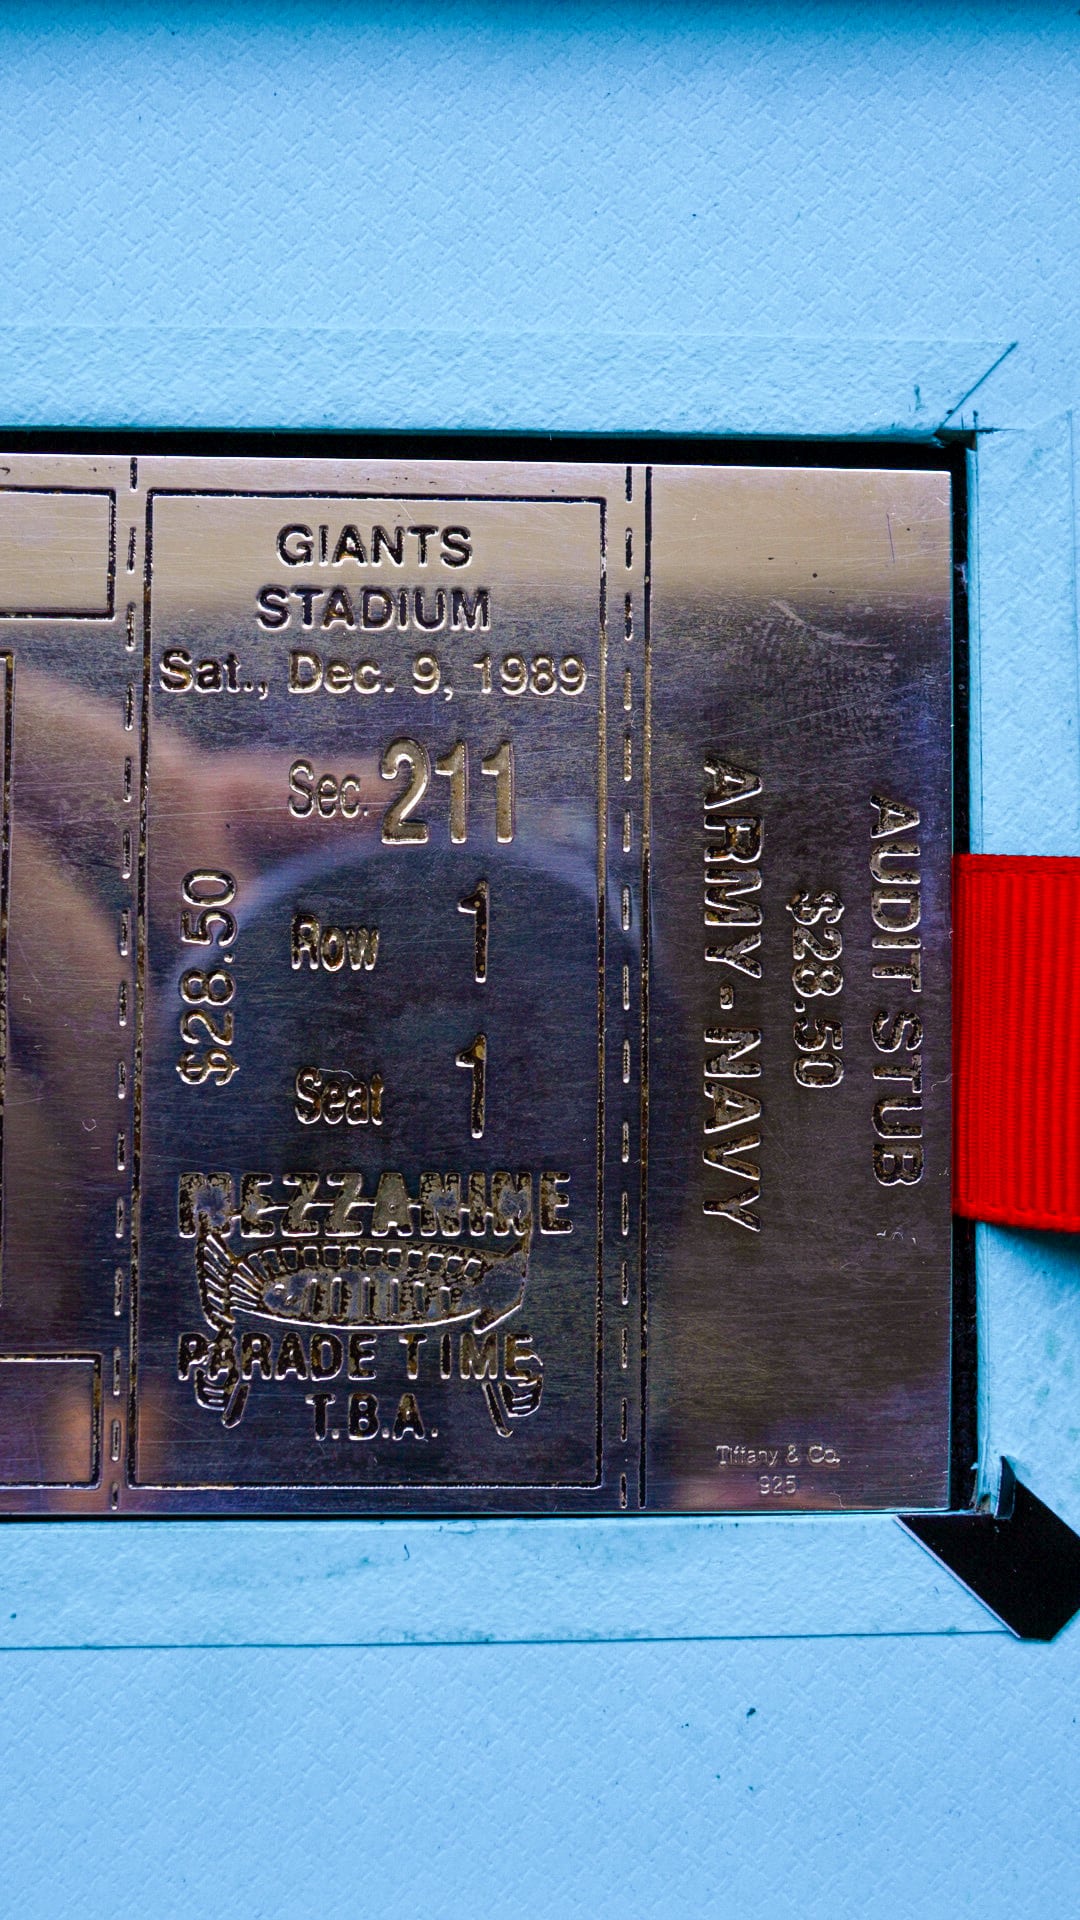 GIANTS
STADIUM
Sat., Dec. 9, 1989
Sec. 211
Row 1
Seat 1
$28.50
MEZZANINE
PARADE TIME
T.B.A.
ARMY-NAVY
$28.50
AUDIT STUB
Tiffany & Co.
925